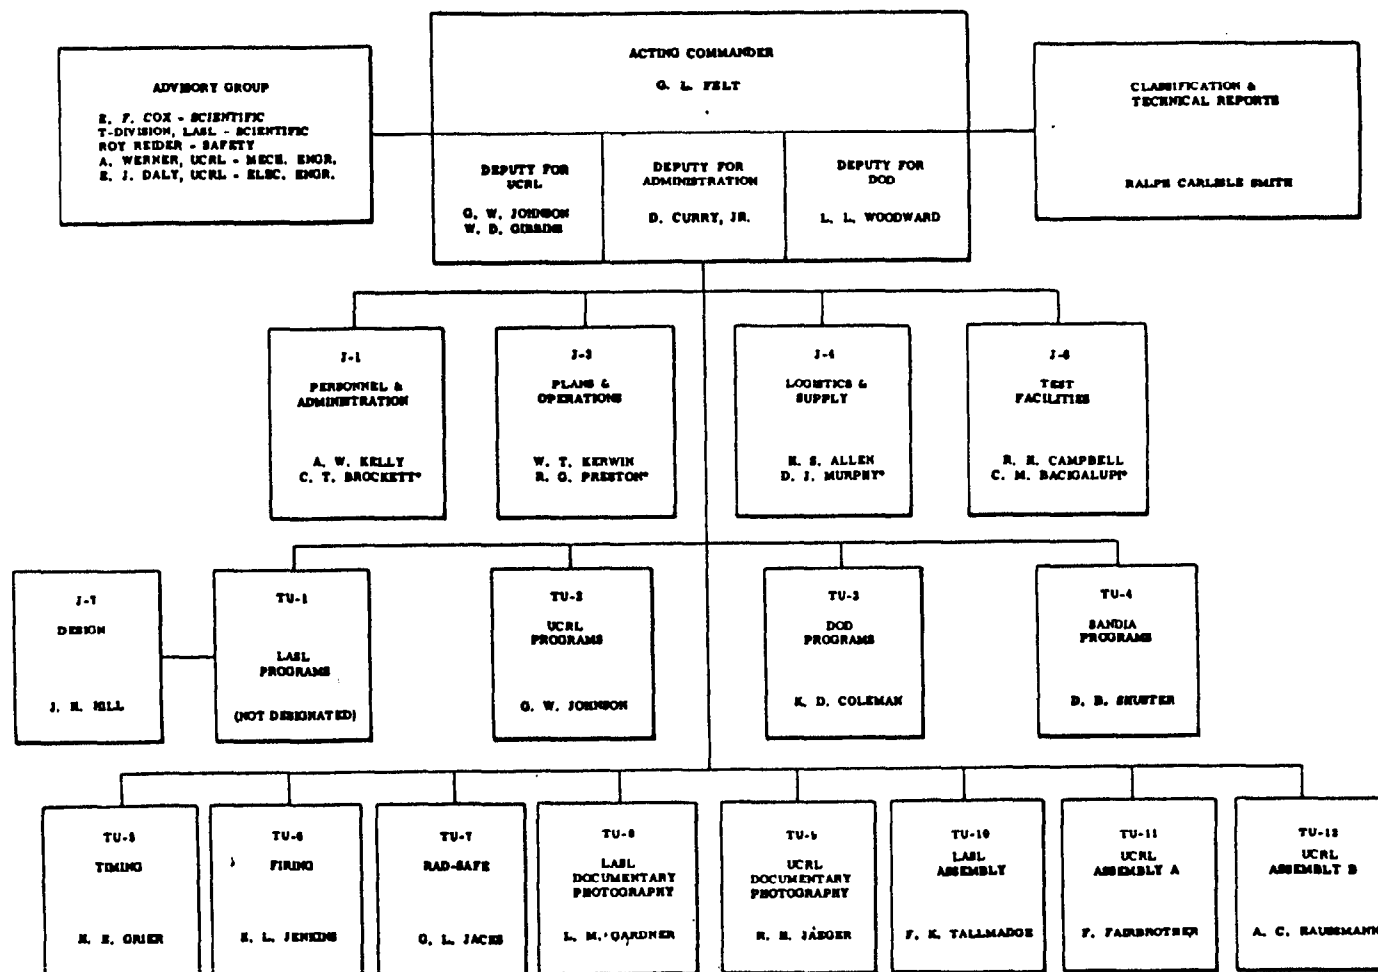 ACTING COMMANDER
G. L. FELT
ADVISORY GROUP
E. F. COX - SCIENTIFIC
T-DIVISION, LASL - SCIENTIFIC
ROY REIDER - SAFETY
A. WERNER, UCRL - MECH. ENGR.
E. J. DALY, UCRL - ELEC. ENGR.
CLASSIFICATION &
TECHNICAL REPORTS
RALPH CARLISLE SMITH
DEPUTY FOR
UCRL
G. W. JOHNSON
W. D. GIBBINS
DEPUTY FOR
ADMINISTRATION
D. CURRY, JR.
DEPUTY FOR
DOD
L. L. WOODWARD
J-1
PERSONNEL &
ADMINISTRATION
A. W. KELLY
C. T. BROCKETT*
J-3
PLANS &
OPERATIONS
W. T. KERWIN
R. G. PRESTON*
J-4
LOGISTICS &
SUPPLY
H. S. ALLEN
D. J. MURPHY*
J-6
TEST
FACILITIES
R. H. CAMPBELL
C. M. BACIGALUPI*
J-7
DESIGN
J. H. HILL
TU-1
LASL
PROGRAMS
(NOT DESIGNATED)
TU-2
UCRL
PROGRAMS
G. W. JOHNSON
TU-3
DOD
PROGRAMS
K. D. COLEMAN
TU-4
SANDIA
PROGRAMS
D. B. SHUSTER
TU-5
TIMING
H. E. GRIER
TU-6
FIRING
E. L. JENKINS
TU-7
RAD-SAFE
G. L. JACKS
TU-8
LASL
DOCUMENTARY
PHOTOGRAPHY
L. M. GARDNER
TU-9
UCRL
DOCUMENTARY
PHOTOGRAPHY
R. H. JAEGER
TU-10
LASL
ASSEMBLY
F. K. TALLMADGE
TU-11
UCRL
ASSEMBLY A
F. FAIRBROTHER
TU-12
UCRL
ASSEMBLY B
A. C. HAUSSMANN